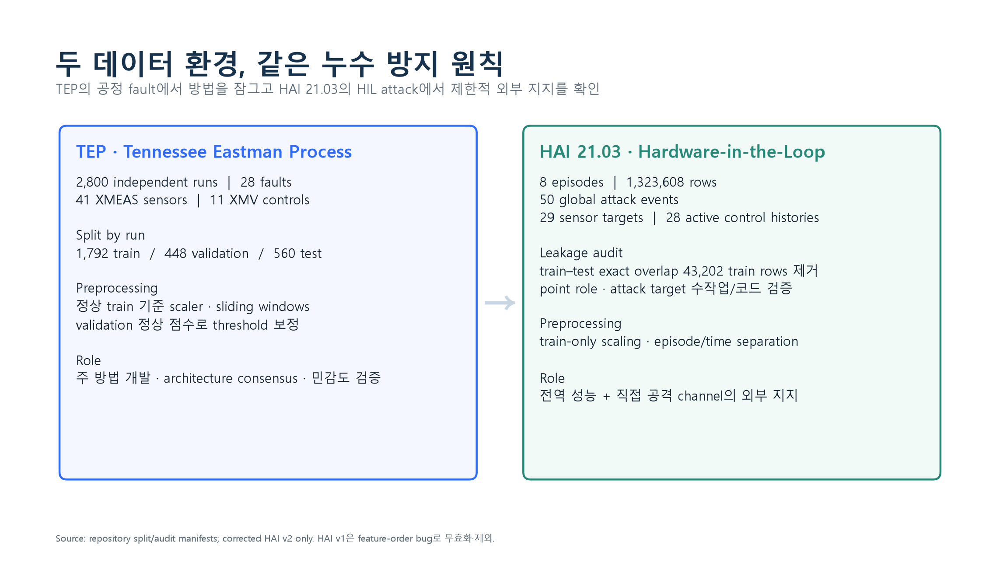 두 데이터 환경, 같은 누수 방지 원칙
TEP의 공정 fault에서 방법을 잠그고 HAI 21.03의 HIL attack에서 제한적 외부 지지를 확인
TEP · Tennessee Eastman Process
2,800 independent runs | 28 faults
41 XMEAS sensors | 11 XMV controls
Split by run
1,792 train / 448 validation / 560 test
Preprocessing
정상 train 기준 scaler · sliding windows
validation 정상 점수로 threshold 보정
Role
주 방법 개발 · architecture consensus · 민감도 검증
→
HAI 21.03 · Hardware-in-the-Loop
8 episodes | 1,323,608 rows
50 global attack events
29 sensor targets | 28 active control histories
Leakage audit
train–test exact overlap 43,202 train rows 제거
point role · attack target 수작업/코드 검증
Preprocessing
train-only scaling · episode/time separation
Role
전역 성능 + 직접 공격 channel의 외부 지지
Source: repository split/audit manifests; corrected HAI v2 only. HAI v1은 feature-order bug로 무효화·제외.